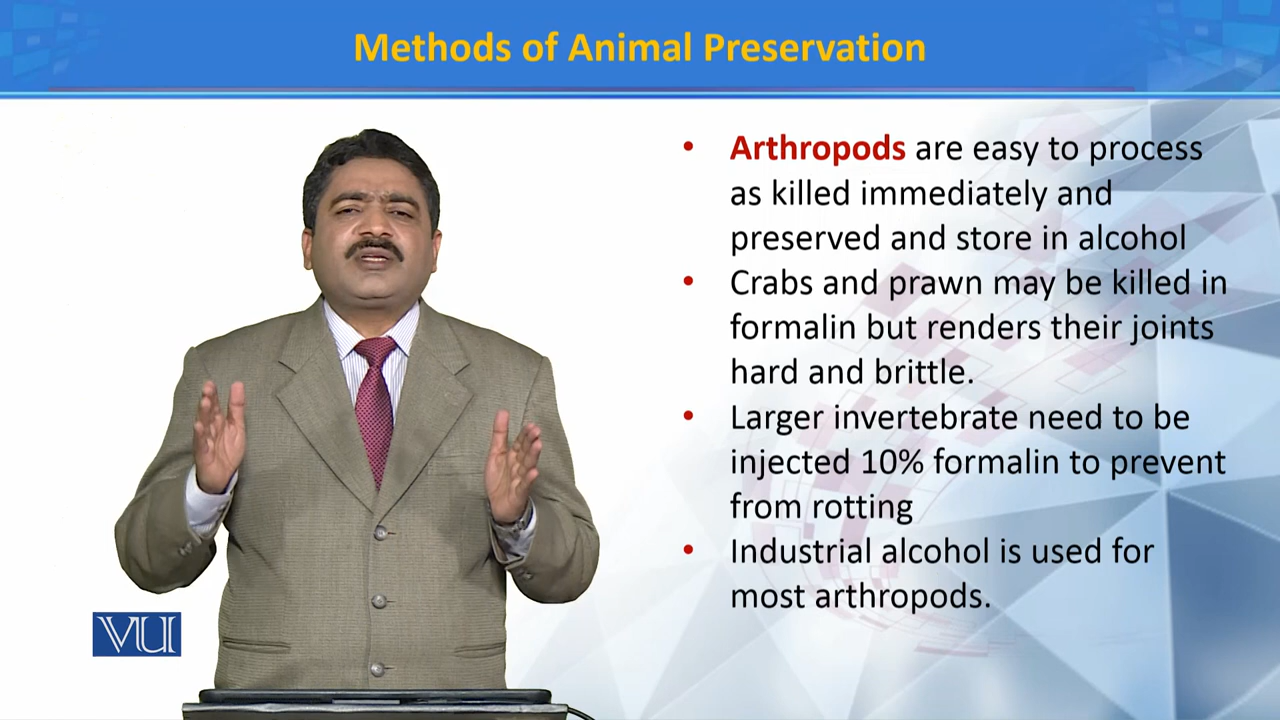 Methods of Animal Preservation
• Arthropods are easy to process
as killed immediately and
preserved and store in alcohol
• Crabs and prawn may be killed in
formalin but renders their joints
hard and brittle.
• Larger invertebrate need to be
injected 10% formalin to prevent
from rotting
• Industrial alcohol is used for
most arthropods.
VU